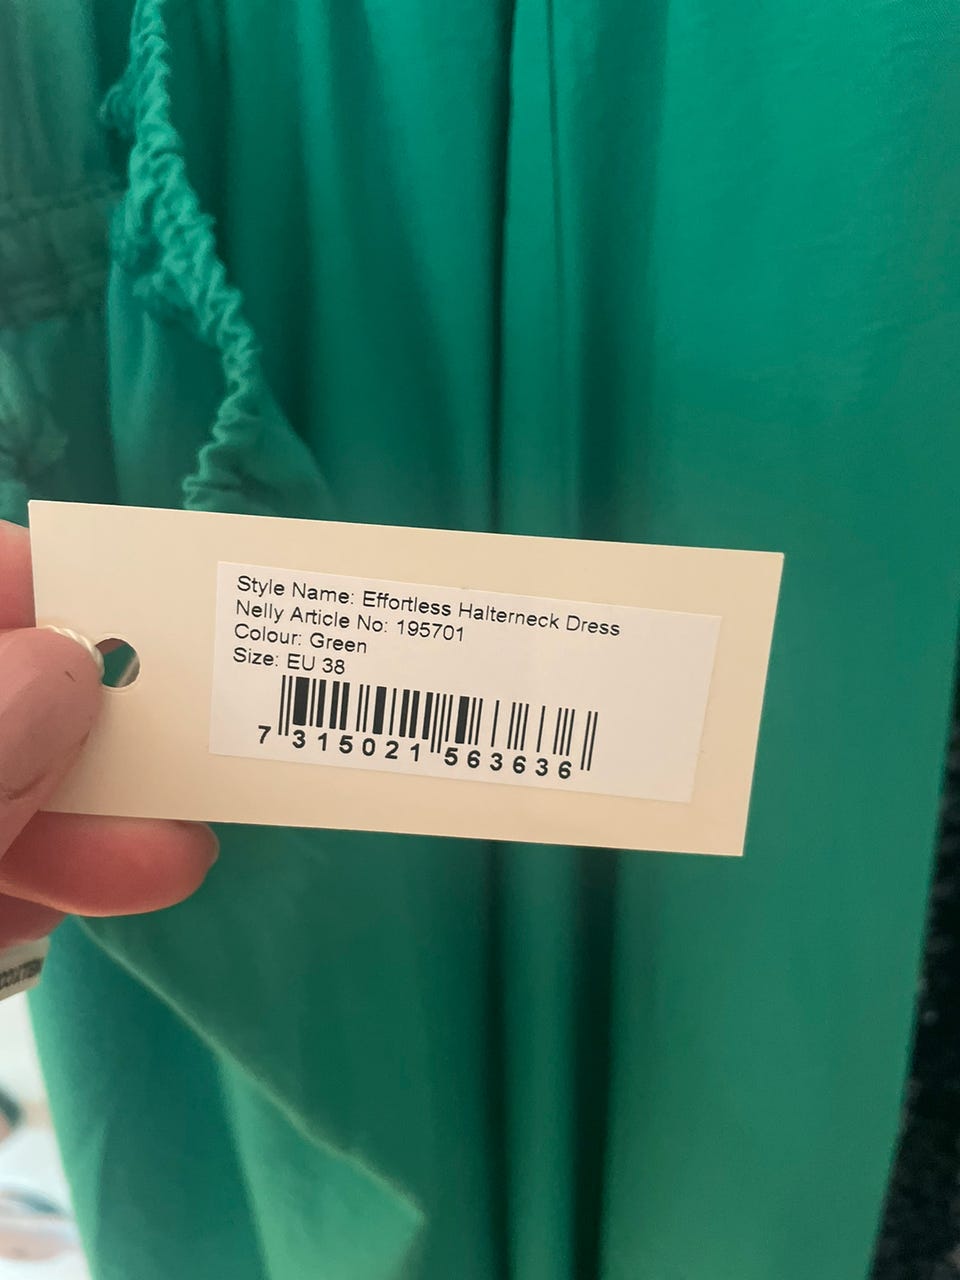 Style Name: Effortless Halterneck Dress
Nelly Article No: 195701
Colour: Green
Size: EU 38
7 315021 563636